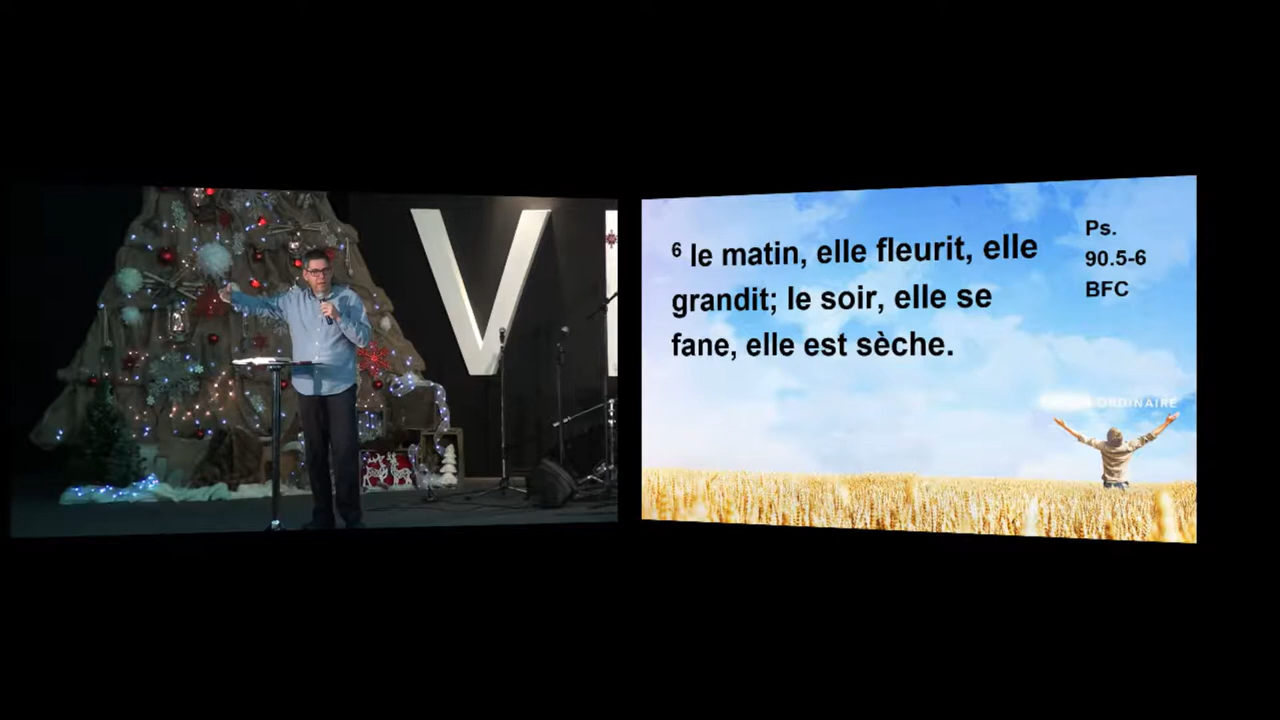 V
6 le matin, elle fleurit, elle
grandit; le soir, elle se
fane, elle est sèche.
Ps.
90.5-6
BFC
ORDINAIRE